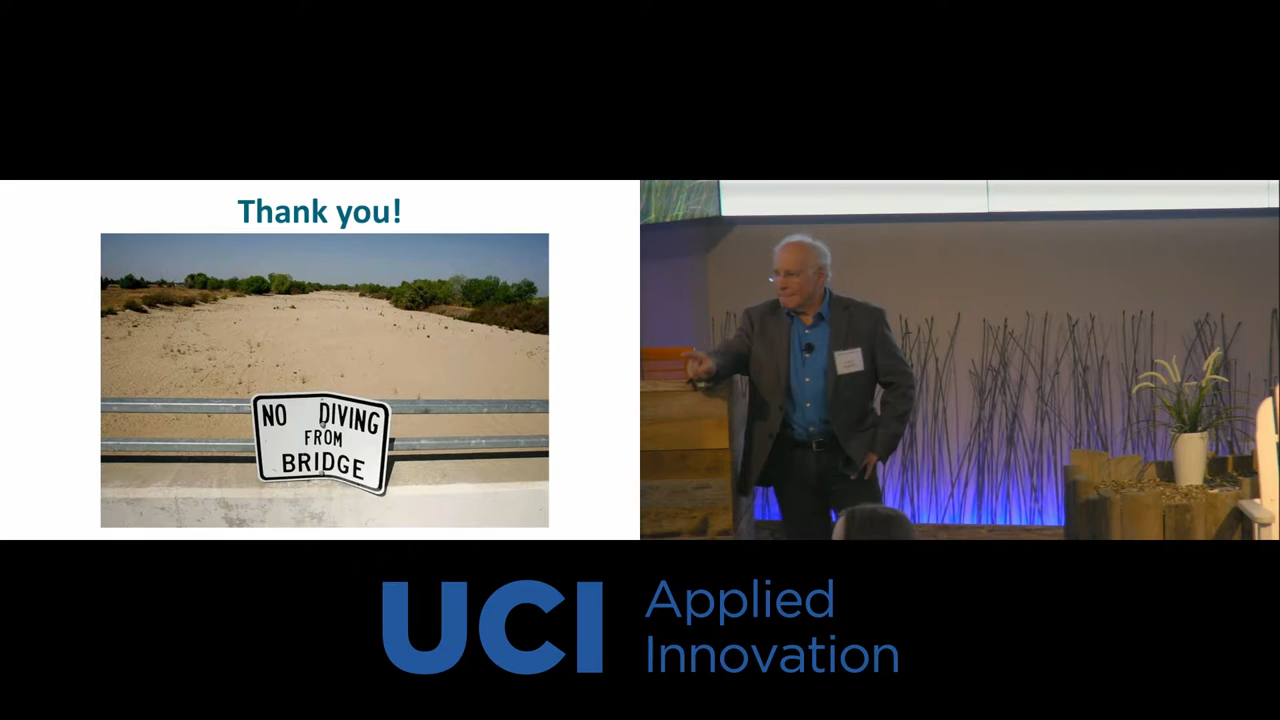 Thank you!
NO DIVING
FROM
BRIDGE
UCI Applied
Innovation